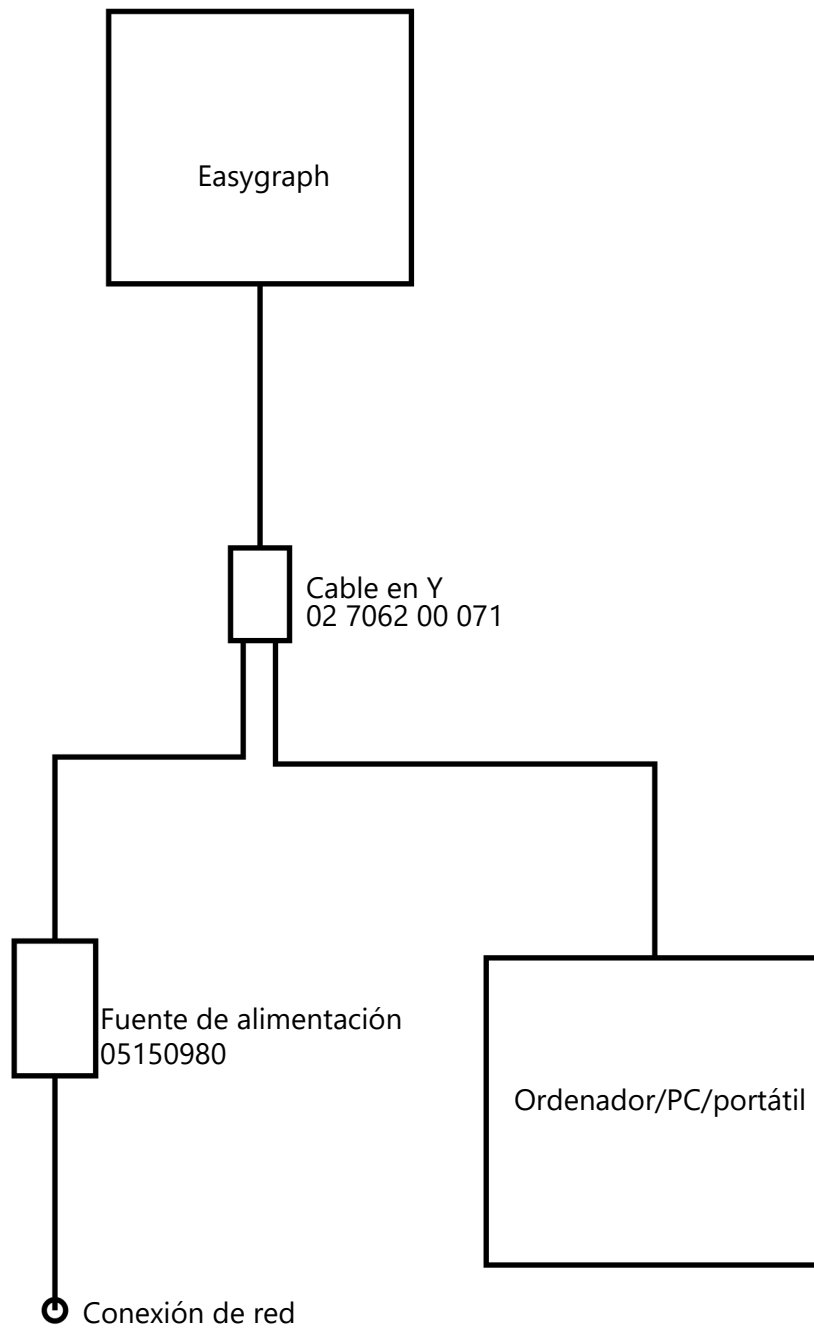 Easygraph
Cable en Y
02 7062 00 071
Fuente de alimentación
05150980
Ordenador/PC/portátil
Conexión de red